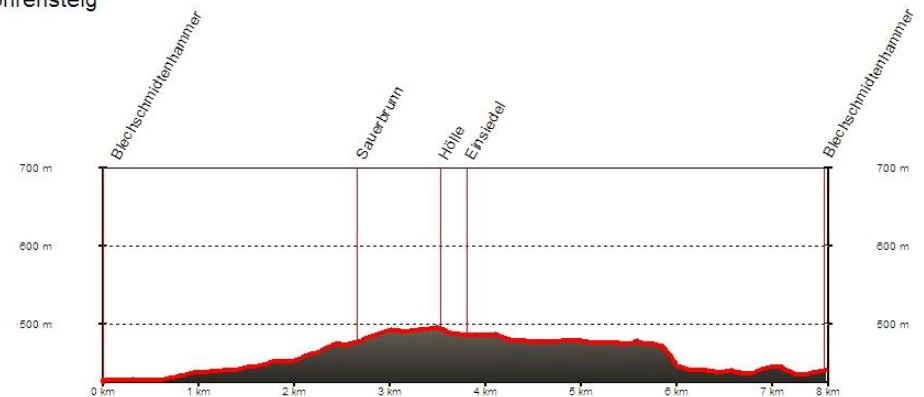 Blechschmidtenhammer
Sauerbrunn
Hölle
Einsiedel
Blechschmidtenhammer
700 m 700 m
600 m 600 m
500 m 500 m
0 km 1 km 2 km 3 km 4 km 5 km 6 km 7 km 8 km